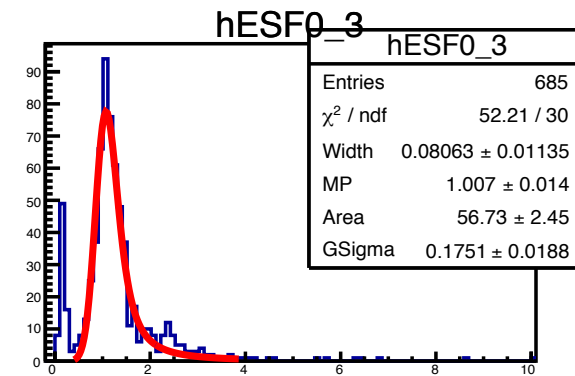 hESF0_3
hESF0_3
Entries 685
χ² / ndf 52.21 / 30
Width 0.08063 ± 0.01135
MP 1.007 ± 0.014
Area 56.73 ± 2.45
GSigma 0.1751 ± 0.0188
90
80
70
60
50
40
30
20
10
0
0 2 4 6 8 10